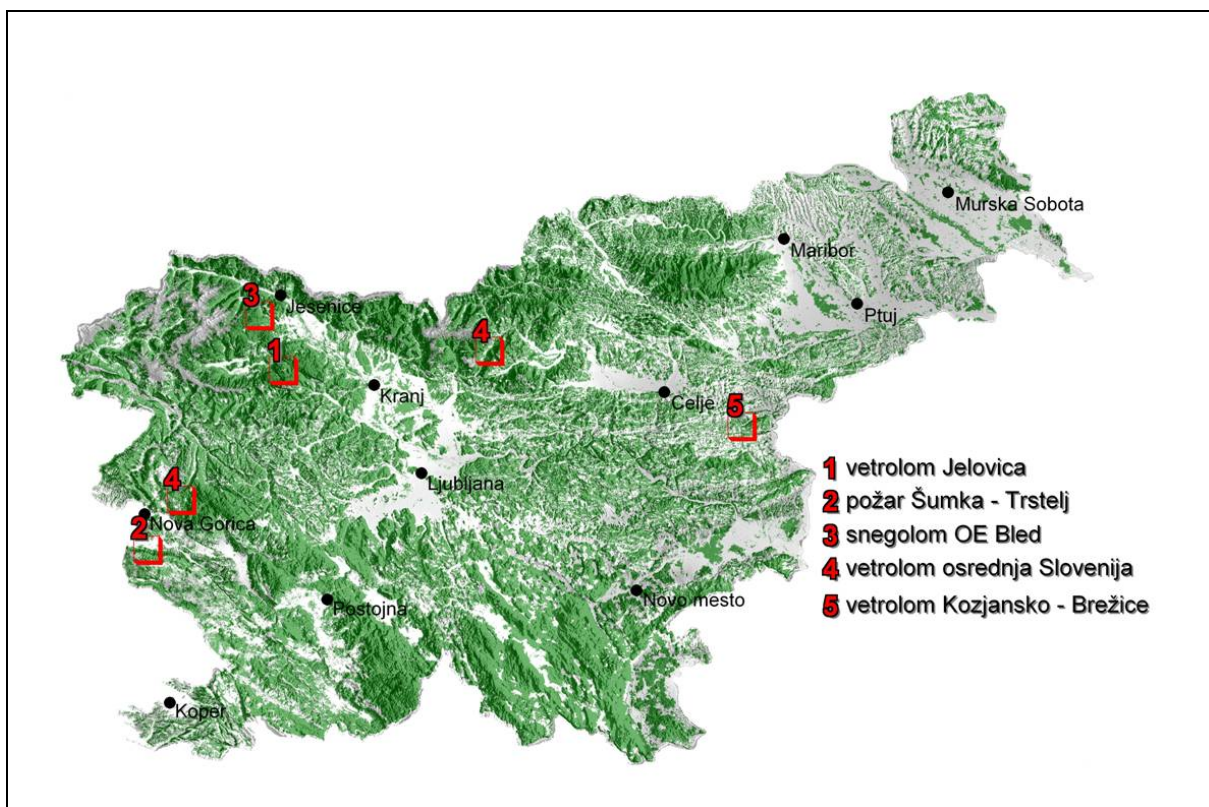 Murska Sobota
Maribor
Ptuj
3
Jesenice
4
1
Kranj
Celje
5
Ljubljana
4
Nova Gorica
2
Postojna
Novo mesto
Koper
1 vetrolom Jelovica
2 požar Šumka - Trstelj
3 snegolom OE Bled
4 vetrolom osrednja Slovenija
5 vetrolom Kozjansko - Brežice